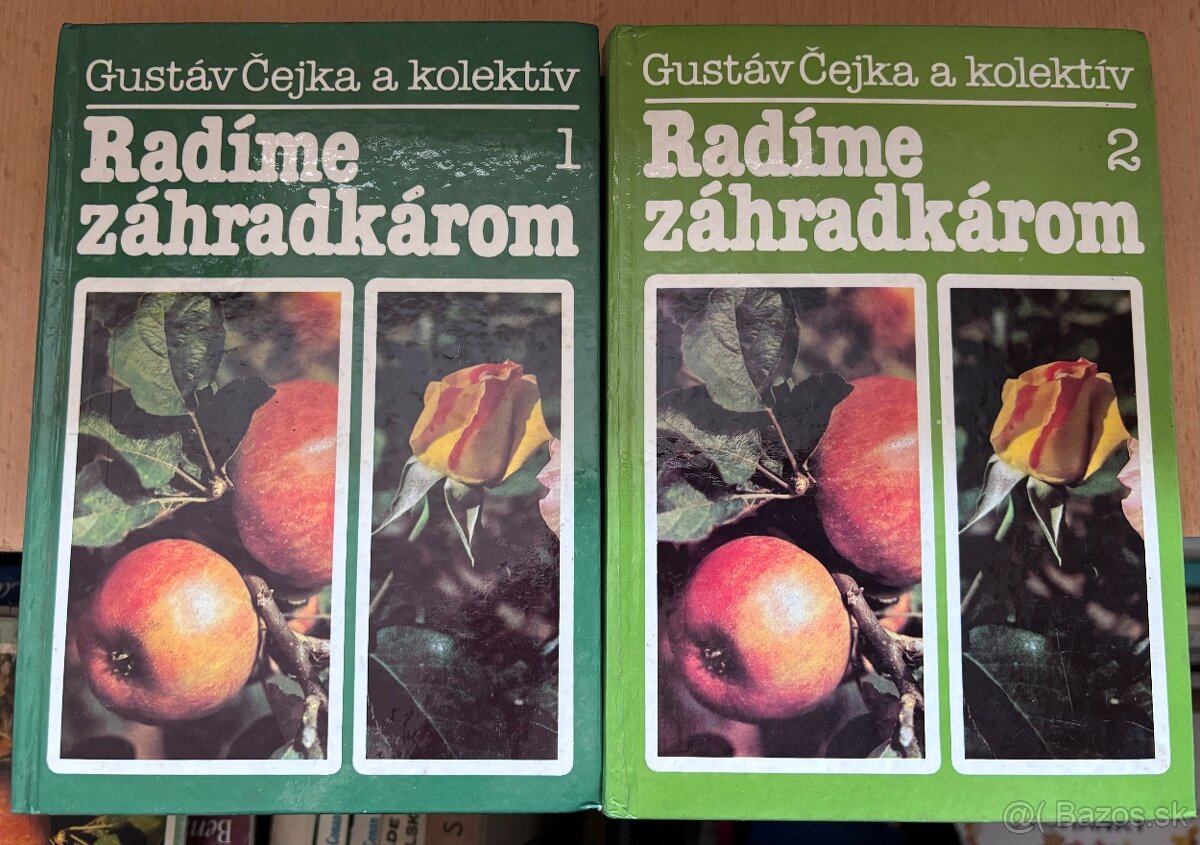 Gustáv Čejka a kolektív
Radíme 1
záhradkárom
Gustáv Čejka a kolektív
Radíme 2
záhradkárom
@( Bazos.sk